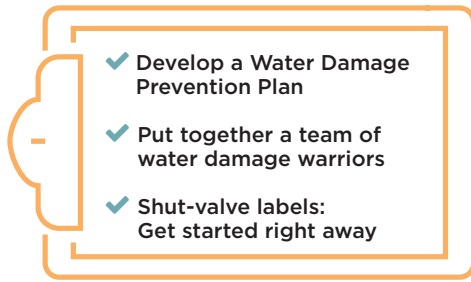 Develop a Water Damage
Prevention Plan
Put together a team of
water damage warriors
Shut-valve labels:
Get started right away